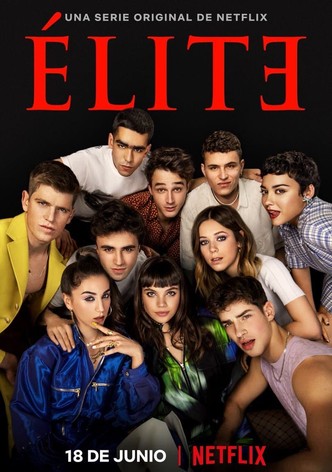 UNA SERIE ORIGINAL DE NETFLIX
ÉLITE
18 DE JUNIO | NETFLIX